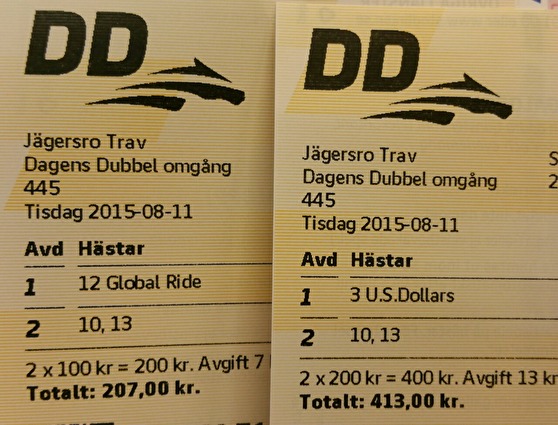 DD
Jägersro Trav
Dagens Dubbel omgång
445
Tisdag 2015-08-11
Avd Hästar
1 12 Global Ride
2 10, 13
2 x 100 kr = 200 kr. Avgift 7
Totalt: 207,00 kr.
DD
Jägersro Trav
Dagens Dubbel omgång
445
Tisdag 2015-08-11
Avd Hästar
1 3 U.S.Dollars
2 10, 13
2 x 200 kr = 400 kr. Avgift 13 kr
Totalt: 413,00 kr.
S
2